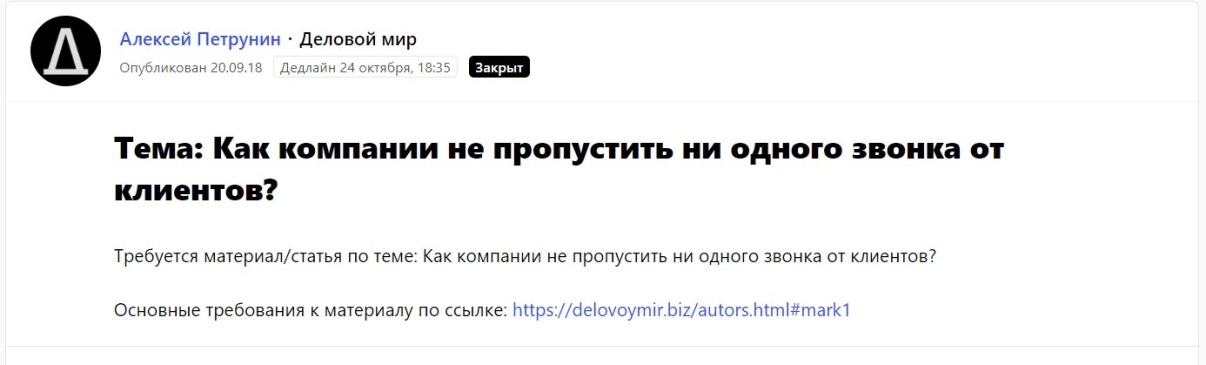 Алексей Петрунин · Деловой мир
Опубликован 20.09.18 Дедлайн 24 октября, 18:35 Закрыт
Тема: Как компании не пропустить ни одного звонка от
клиентов?
Требуется материал/статья по теме: Как компании не пропустить ни одного звонка от клиентов?
Основные требования к материалу по ссылке: https://delovoymir.biz/autors.html#mark1